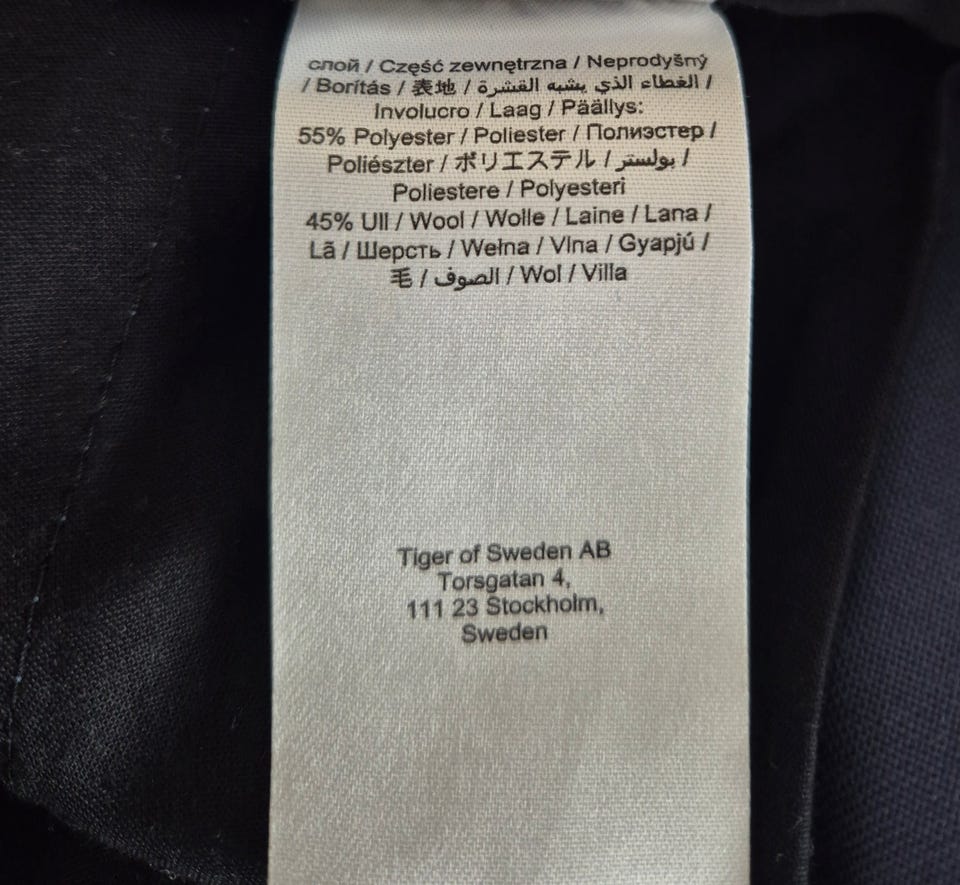 слой / Część zewnętrzna / Neprodyšný
/ Borítás / 表地 / الغطاء الذي يشبه القشرة /
Involucro / Laag / Päällys:
55% Polyester / Poliester / Полиэстер /
Poliészter / ポリエステル / بولستر /
Poliestere / Polyesteri
45% Ull / Wool / Wolle / Laine / Lana /
Lã / Шерсть / Wełna / Vlna / Gyapjú /
毛 / الصوف / Wol / Villa
Tiger of Sweden AB
Torsgatan 4,
111 23 Stockholm,
Sweden